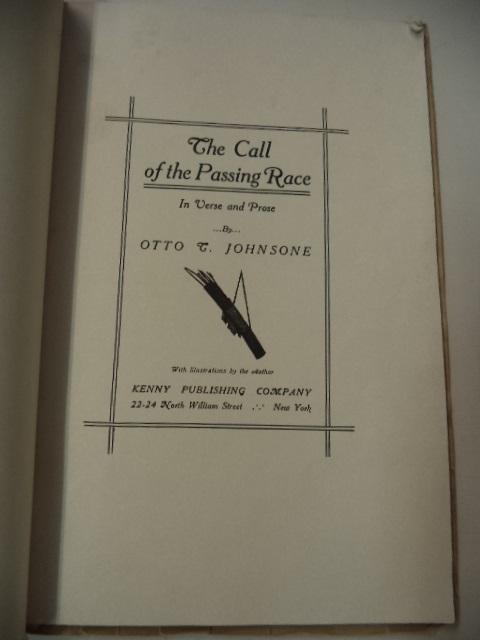 The Call
of the Passing Race
In Verse and Prose
...By...
OTTO T. JOHNSONE
With Illustrations by the Author
KENNY PUBLISHING COMPANY
22-24 North William Street ∴ New York